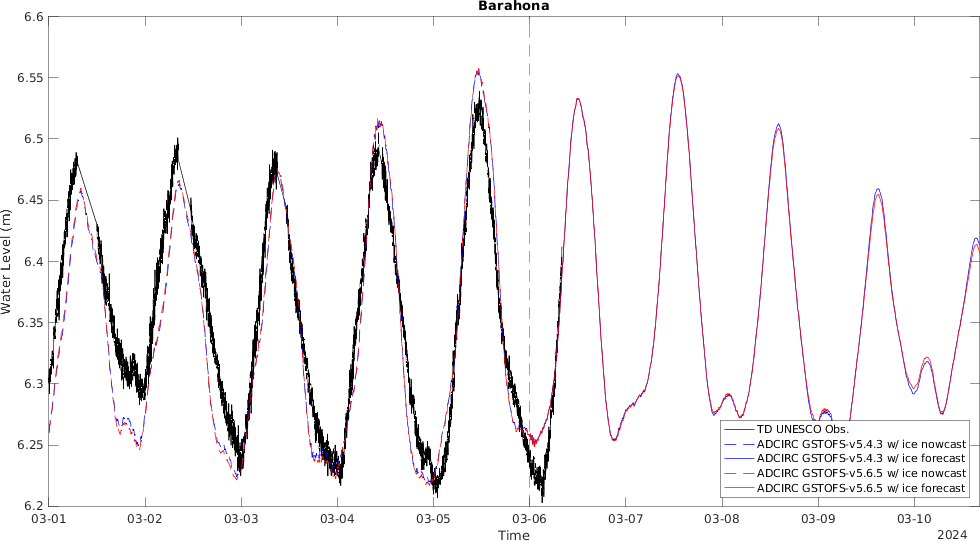 Barahona
6.6
6.55
6.5
6.45
6.4
6.35
6.3
6.25
6.2
Water Level (m)
TD UNESCO Obs.
ADCIRC GSTOFS-v5.4.3 w/ ice nowcast
ADCIRC GSTOFS-v5.4.3 w/ ice forecast
ADCIRC GSTOFS-v5.6.5 w/ ice nowcast
ADCIRC GSTOFS-v5.6.5 w/ ice forecast
03-01 03-02 03-03 03-04 03-05 03-06 03-07 03-08 03-09 03-10
Time
2024